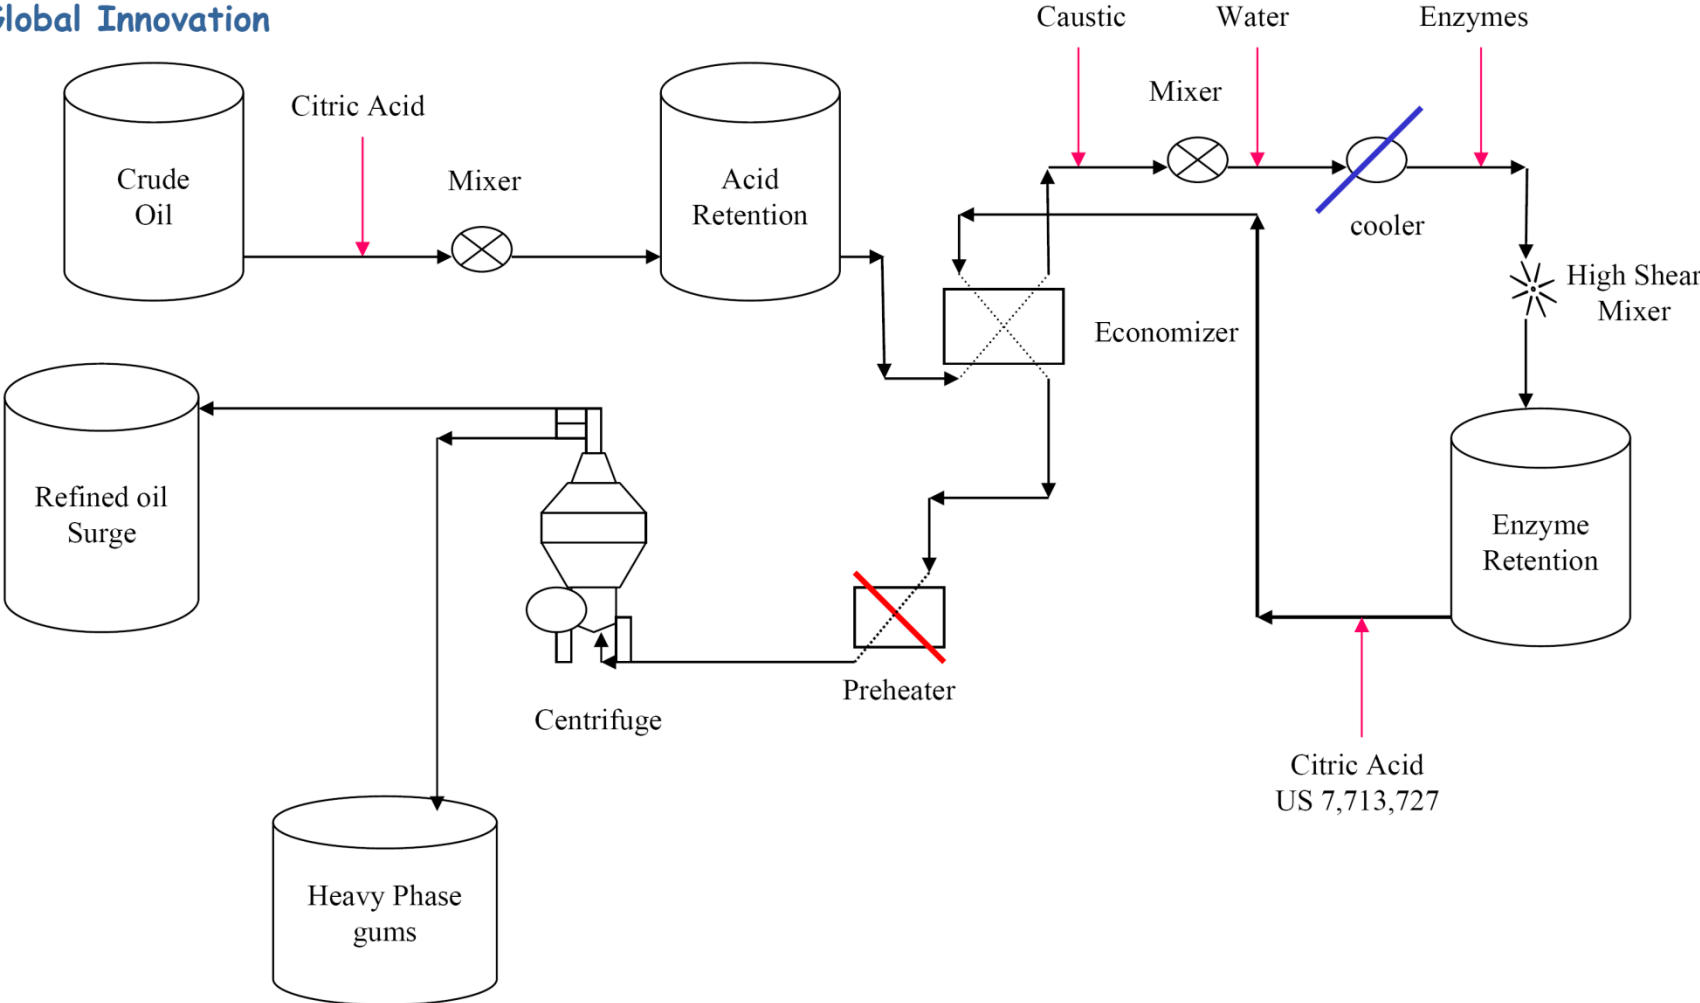 Global Innovation
Caustic
Water
Enzymes
Citric Acid
Mixer
Mixer
Crude
Oil
Acid
Retention
cooler
High Shear
Mixer
Economizer
Refined oil
Surge
Enzyme
Retention
Preheater
Centrifuge
Citric Acid
US 7,713,727
Heavy Phase
gums